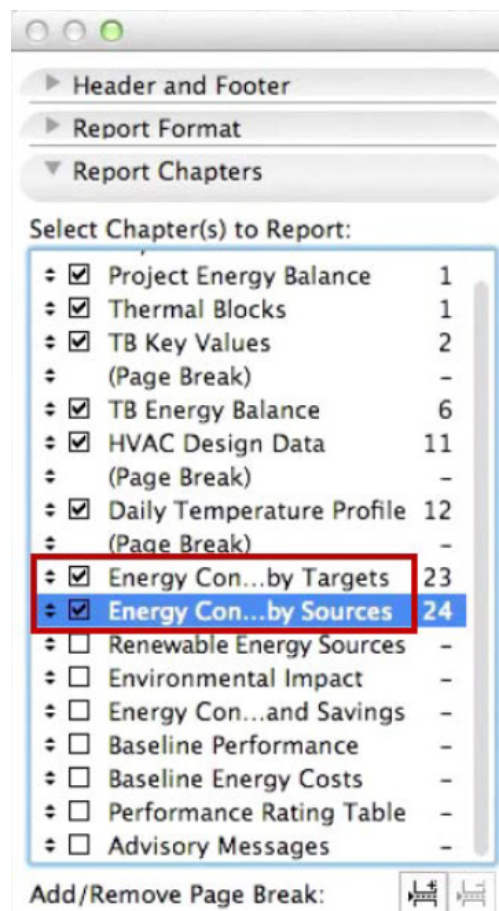 Header and Footer
Report Format
Report Chapters
Select Chapter(s) to Report:
Project Energy Balance 1
Thermal Blocks 1
TB Key Values 2
(Page Break) –
TB Energy Balance 6
HVAC Design Data 11
(Page Break) –
Daily Temperature Profile 12
(Page Break) –
Energy Con...by Targets 23
Energy Con...by Sources 24
Renewable Energy Sources –
Environmental Impact –
Energy Con...and Savings –
Baseline Performance –
Baseline Energy Costs –
Performance Rating Table –
Advisory Messages –
Add/Remove Page Break: